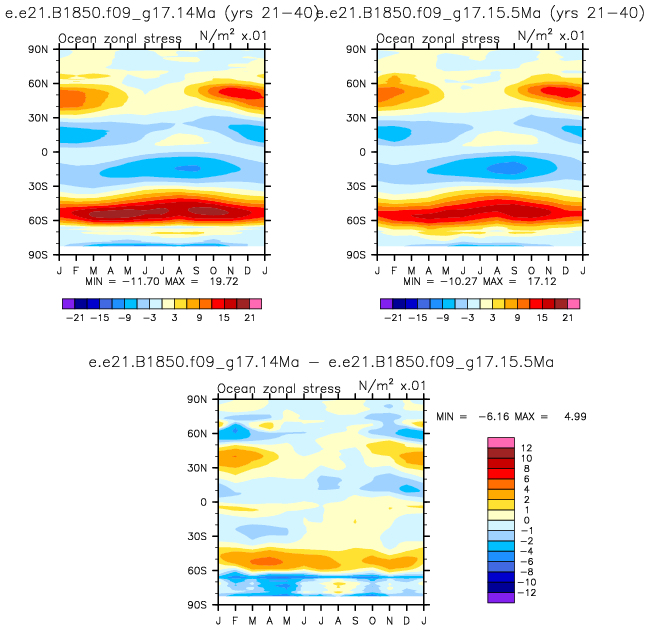 e.e21.B1850.f09_g17.14Ma (yrs 21-40)
Ocean zonal stress N/m² x.01
90N
60N
30N
0
30S
60S
90S
J F M A M J J A S O N D J
MIN = -11.70 MAX = 19.72
-21 -15 -9 -3 3 9 15 21
e.e21.B1850.f09_g17.15.5Ma (yrs 21-40)
Ocean zonal stress N/m² x.01
90N
60N
30N
0
30S
60S
90S
J F M A M J J A S O N D J
MIN = -10.27 MAX = 17.12
-21 -15 -9 -3 3 9 15 21
e.e21.B1850.f09_g17.14Ma - e.e21.B1850.f09_g17.15.5Ma
Ocean zonal stress N/m² x.01
90N
60N
30N
0
30S
60S
90S
J F M A M J J A S O N D J
MIN = -6.16 MAX = 4.99
12
10
8
6
4
2
1
0
-1
-2
-4
-6
-8
-10
-12